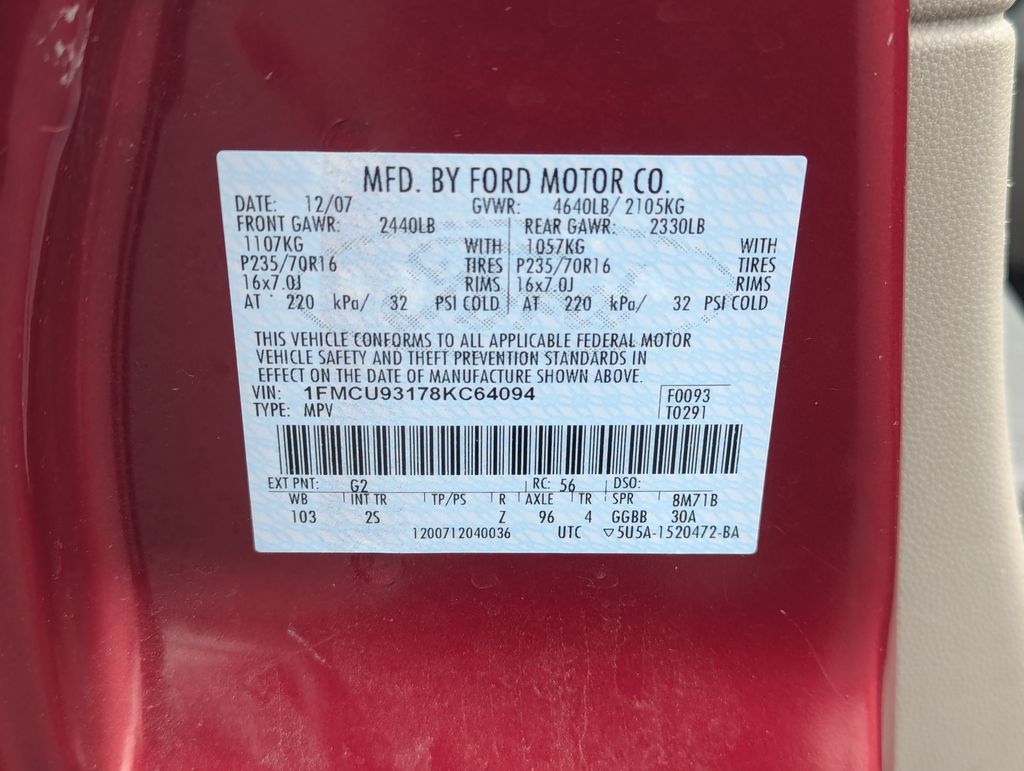 MFD. BY FORD MOTOR CO.
DATE: 12/07 GVWR: 4640LB/ 2105KG
FRONT GAWR: 2440LB REAR GAWR: 2330LB
1107KG WITH 1057KG WITH
P235/70R16 TIRES P235/70R16 TIRES
16x7.0J RIMS 16x7.0J RIMS
AT 220 kPa/ 32 PSI COLD AT 220 kPa/ 32 PSI COLD
THIS VEHICLE CONFORMS TO ALL APPLICABLE FEDERAL MOTOR
VEHICLE SAFETY AND THEFT PREVENTION STANDARDS IN
EFFECT ON THE DATE OF MANUFACTURE SHOWN ABOVE.
VIN: 1FMCU93178KC64094 F0093
TYPE: MPV T0291
EXT PNT: G2 RC: 56 DSO:
WB INT TR TP/PS R AXLE TR SPR 8M71B
103 2S Z 96 4 GGBB 30A
1200712040036 UTC ▽5U5A-1520472-BA